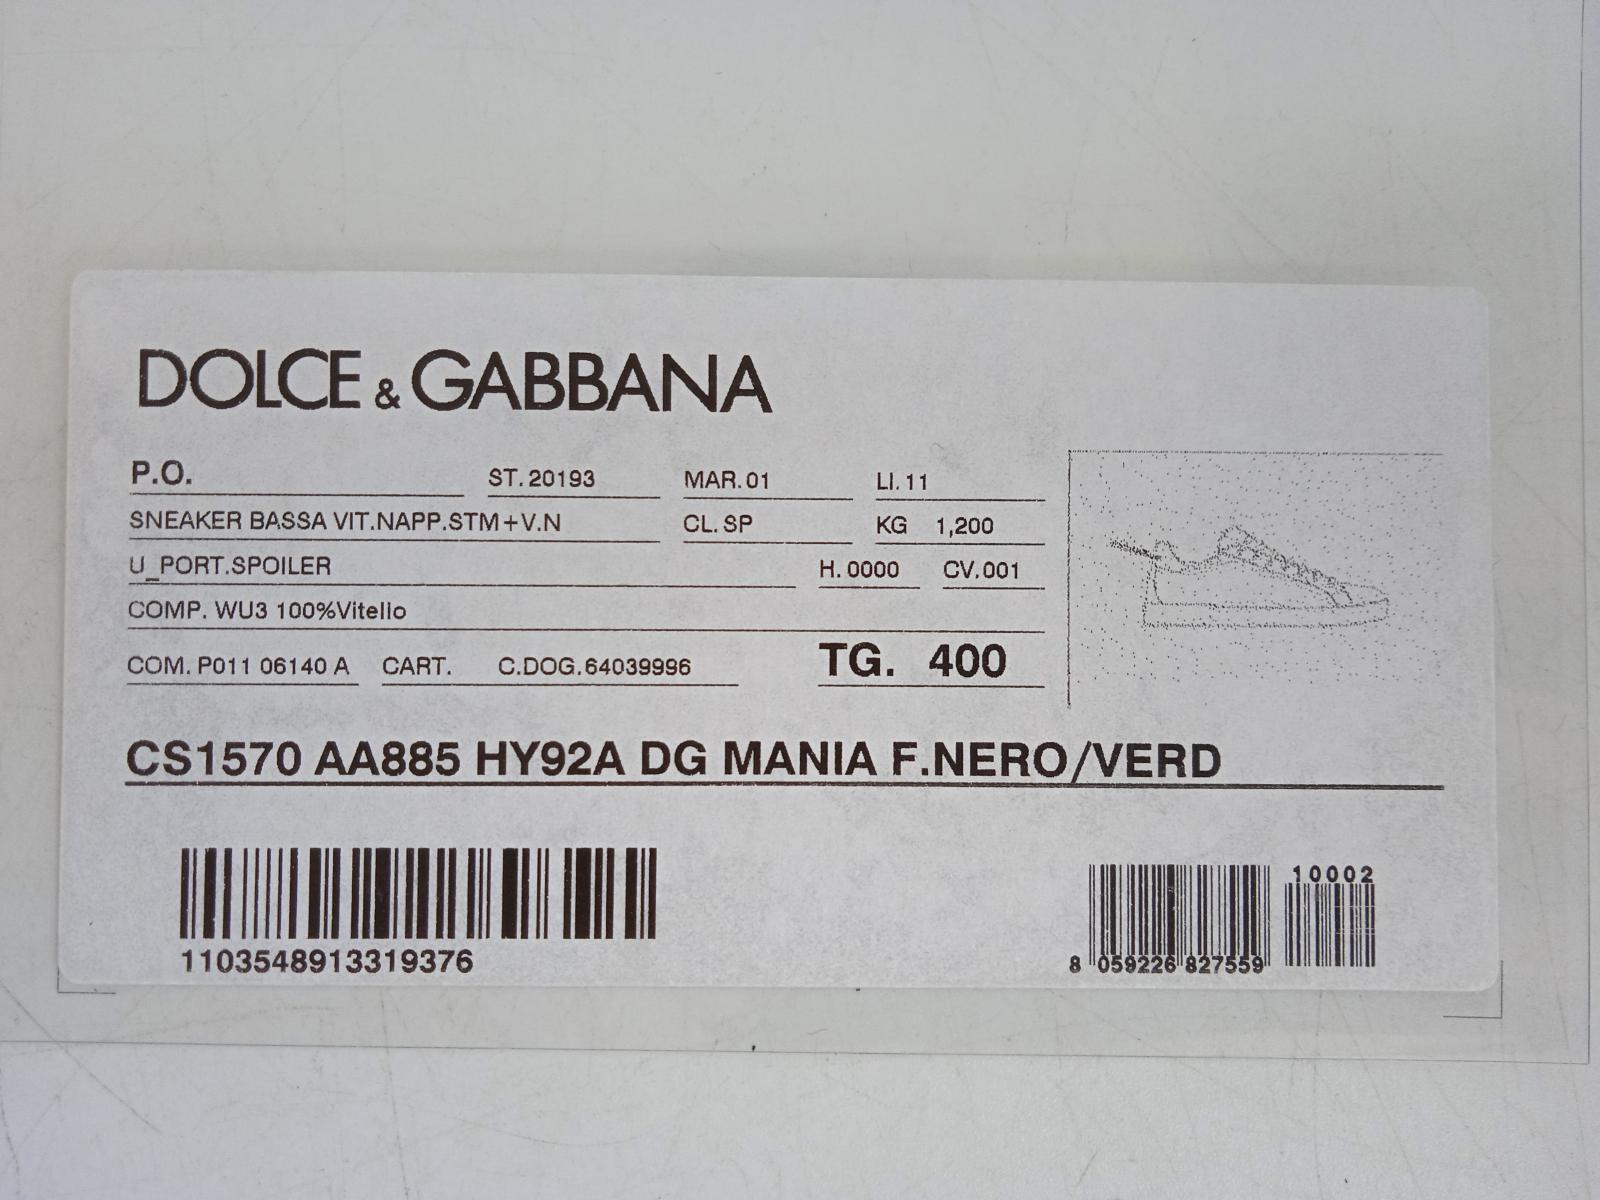 DOLCE & GABBANA
P.O. ST. 20193 MAR. 01 LI. 11
SNEAKER BASSA VIT.NAPP.STM+V.N CL. SP KG 1,200
U_PORT.SPOILER H. 0000 CV. 001
COMP. WU3 100%Vitello
COM. P011 06140 A CART. C.DOG. 64039996 TG. 400
CS1570 AA885 HY92A DG MANIA F.NERO/VERD
1103548913319376
10002
8 059226 827559